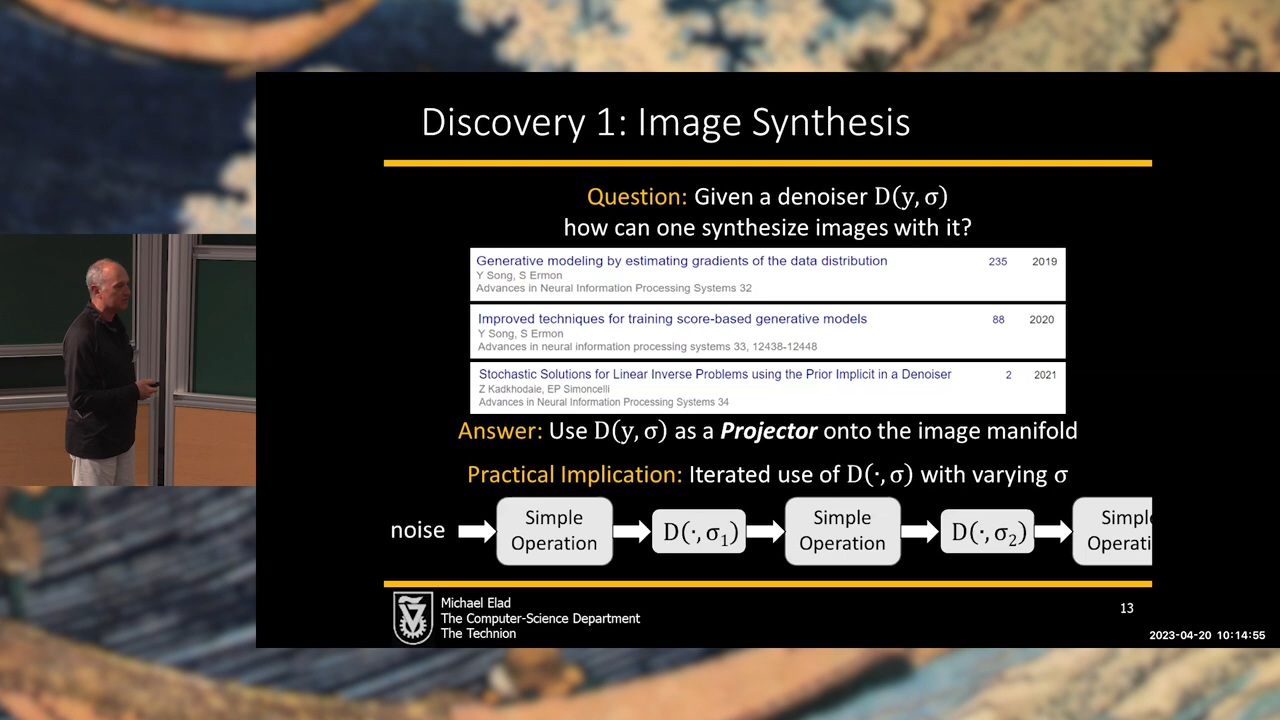 Discovery 1: Image Synthesis
Question: Given a denoiser D(y, σ)
how can one synthesize images with it?
Generative modeling by estimating gradients of the data distribution 235 2019
Y Song, S Ermon
Advances in Neural Information Processing Systems 32
Improved techniques for training score-based generative models 88 2020
Y Song, S Ermon
Advances in neural information processing systems 33, 12438-12448
Stochastic Solutions for Linear Inverse Problems using the Prior Implicit in a Denoiser 2 2021
Z Kadkhodaie, EP Simoncelli
Advances in Neural Information Processing Systems 34
Answer: Use D(y, σ) as a Projector onto the image manifold
Practical Implication: Iterated use of D(·, σ) with varying σ
noise
Simple
Operation
D(·, σ₁)
Simple
Operation
D(·, σ₂)
Simpl
Operati
Michael Elad
The Computer-Science Department
The Technion
13
2023-04-20 10:14:55